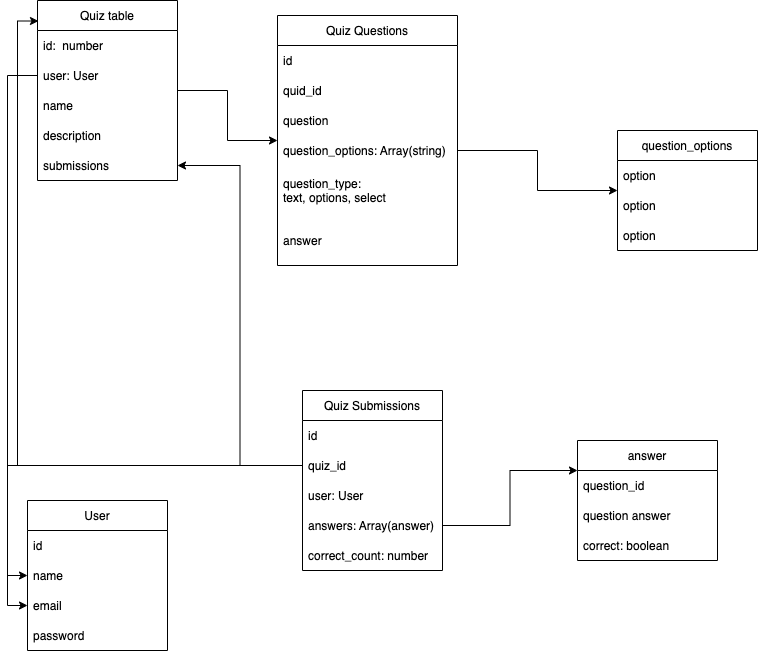 Quiz table
id: number
user: User
name
description
submissions
Quiz Questions
id
quid_id
question
question_options: Array(string)
question_type:
text, options, select
answer
question_options
option
option
option
Quiz Submissions
id
quiz_id
user: User
answers: Array(answer)
correct_count: number
answer
question_id
question answer
correct: boolean
User
id
name
email
password